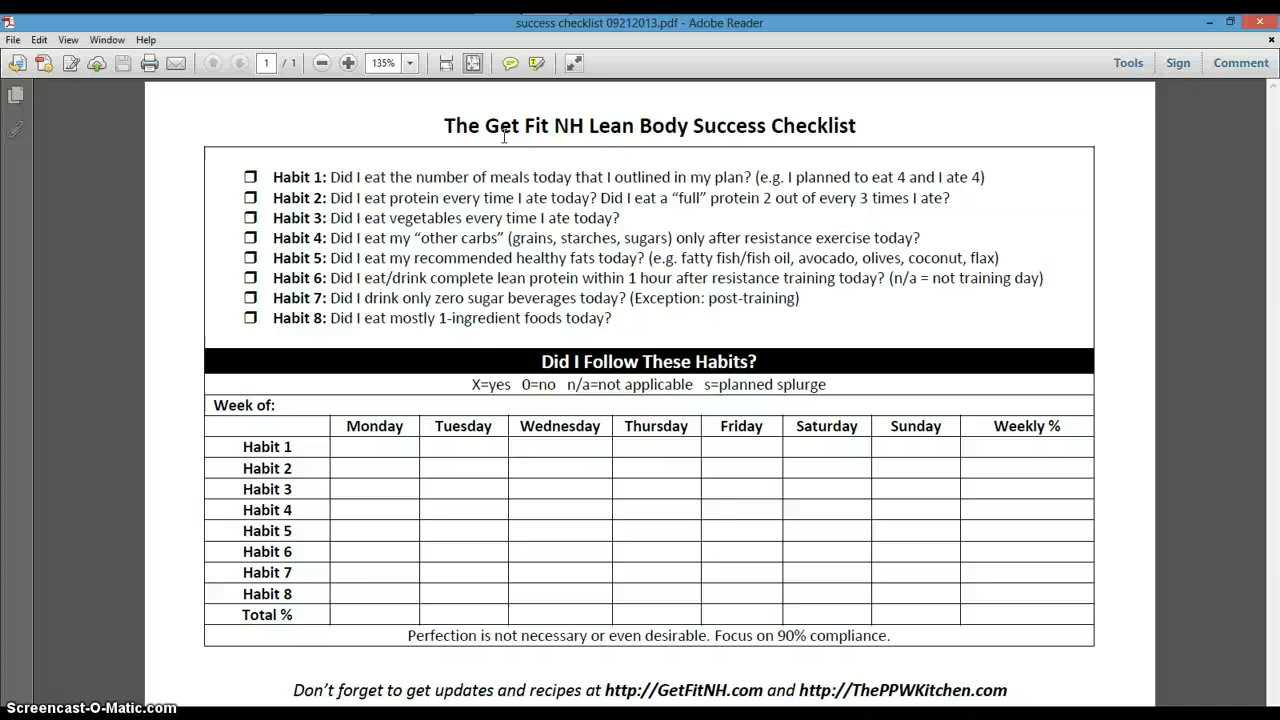 success checklist 09212013.pdf - Adobe Reader
File Edit View Window Help
1 / 1 135% Tools Sign Comment
The Get Fit NH Lean Body Success Checklist
❒ Habit 1: Did I eat the number of meals today that I outlined in my plan? (e.g. I planned to eat 4 and I ate 4)
❒ Habit 2: Did I eat protein every time I ate today? Did I eat a “full” protein 2 out of every 3 times I ate?
❒ Habit 3: Did I eat vegetables every time I ate today?
❒ Habit 4: Did I eat my “other carbs” (grains, starches, sugars) only after resistance exercise today?
❒ Habit 5: Did I eat my recommended healthy fats today? (e.g. fatty fish/fish oil, avocado, olives, coconut, flax)
❒ Habit 6: Did I eat/drink complete lean protein within 1 hour after resistance training today? (n/a = not training day)
❒ Habit 7: Did I drink only zero sugar beverages today? (Exception: post-training)
❒ Habit 8: Did I eat mostly 1-ingredient foods today?
Did I Follow These Habits?
X=yes 0=no n/a=not applicable s=planned splurge
Week of:
Monday Tuesday Wednesday Thursday Friday Saturday Sunday Weekly %
Habit 1
Habit 2
Habit 3
Habit 4
Habit 5
Habit 6
Habit 7
Habit 8
Total %
Perfection is not necessary or even desirable. Focus on 90% compliance.
Don’t forget to get updates and recipes at http://GetFitNH.com and http://ThePPWKitchen.com
Screencast-O-Matic.com